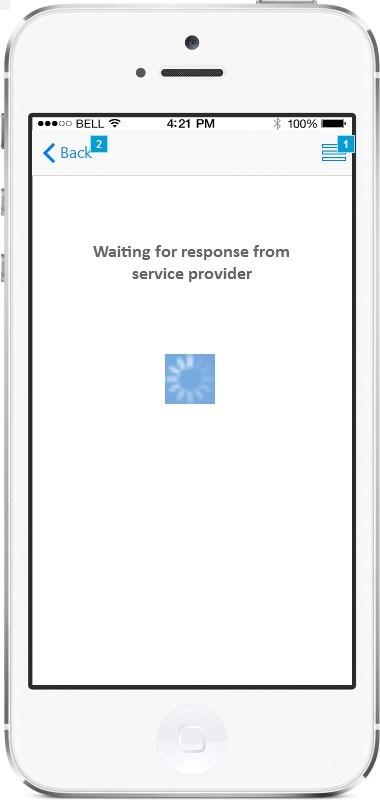 BELL 4:21 PM 100%
Back 2 1
Waiting for response from
service provider